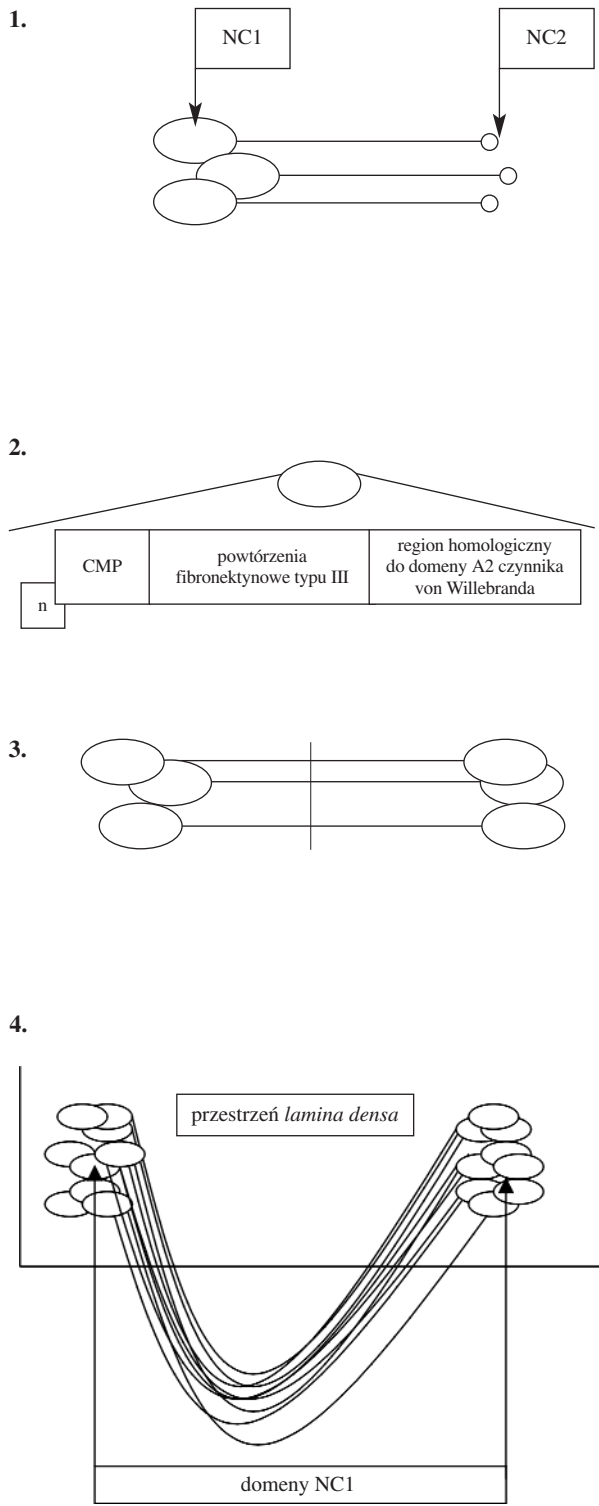 1.
NC1
NC2
2.
CMP
powtórzenia
fibronektynowe typu III
region homologiczny
do domeny A2 czynnika
von Willebranda
n
3.
4.
przestrzeń lamina densa
domeny NC1